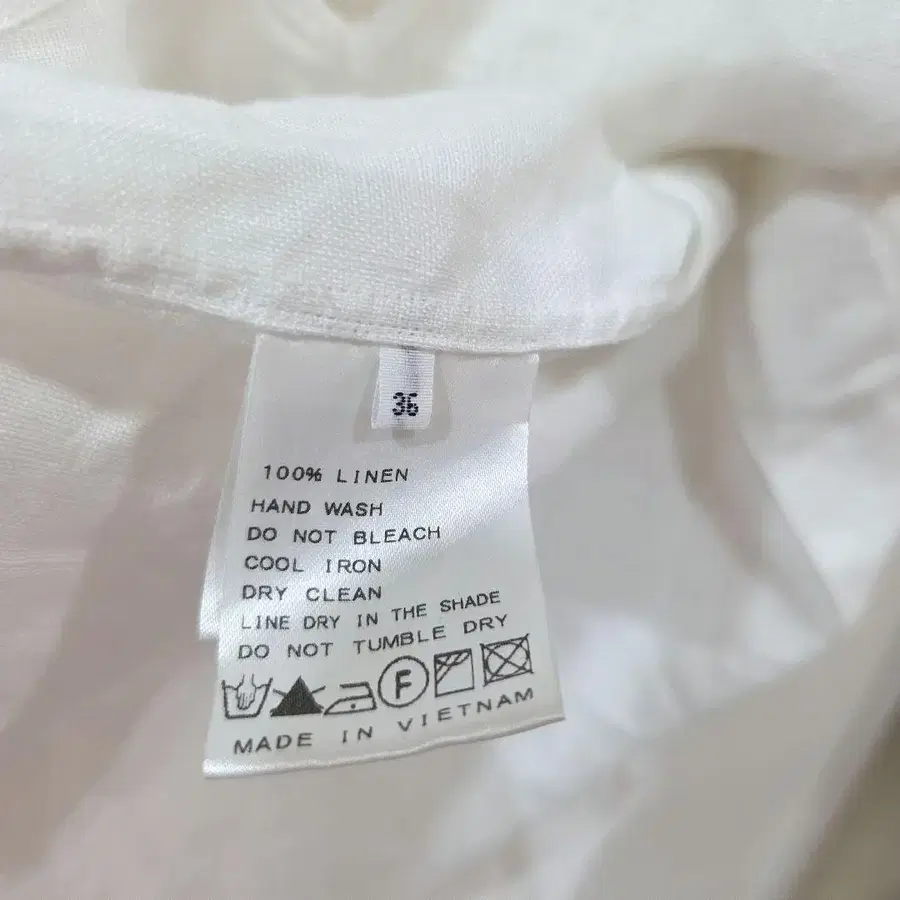 36
100% LINEN
HAND WASH
DO NOT BLEACH
COOL IRON
DRY CLEAN
LINE DRY IN THE SHADE
DO NOT TUMBLE DRY
F
MADE IN VIETNAM